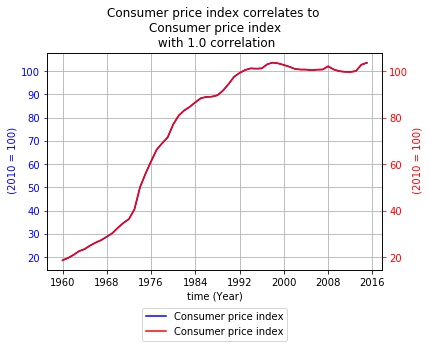 Consumer price index correlates to
Consumer price index
with 1.0 correlation
(2010 = 100)
100
90
80
70
60
50
40
30
20
100
80
60
40
20
(2010 = 100)
1960 1968 1976 1984 1992 2000 2008 2016
time (Year)
Consumer price index
Consumer price index